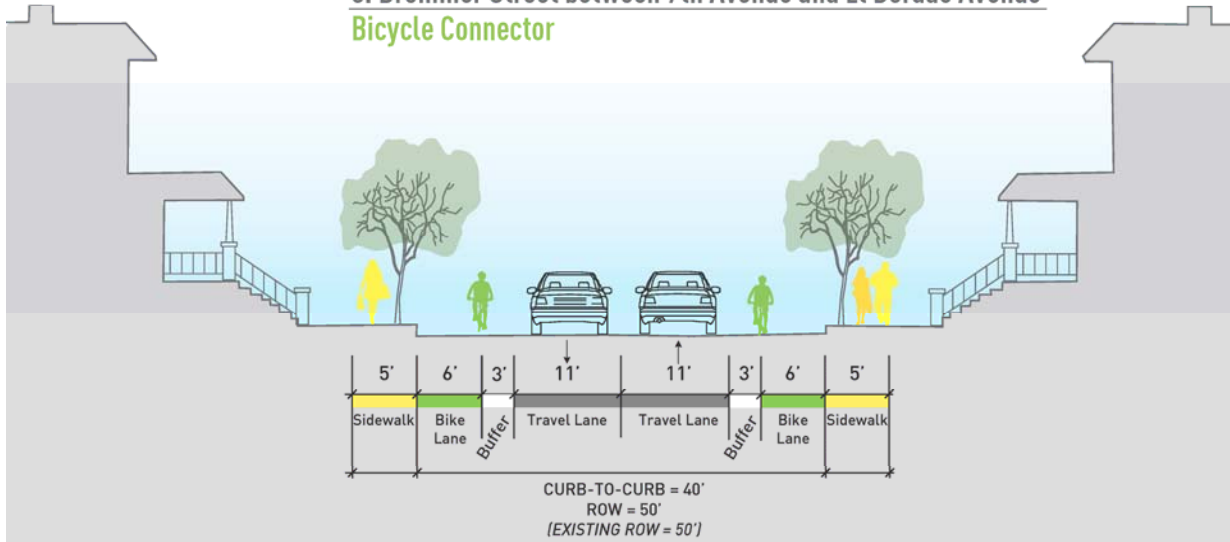 Bicycle Connector
5' 6' 3' 11' 11' 3' 6' 5'
Sidewalk Bike Lane Buffer Travel Lane Travel Lane Buffer Bike Lane Sidewalk
CURB-TO-CURB = 40'
ROW = 50'
(EXISTING ROW = 50')